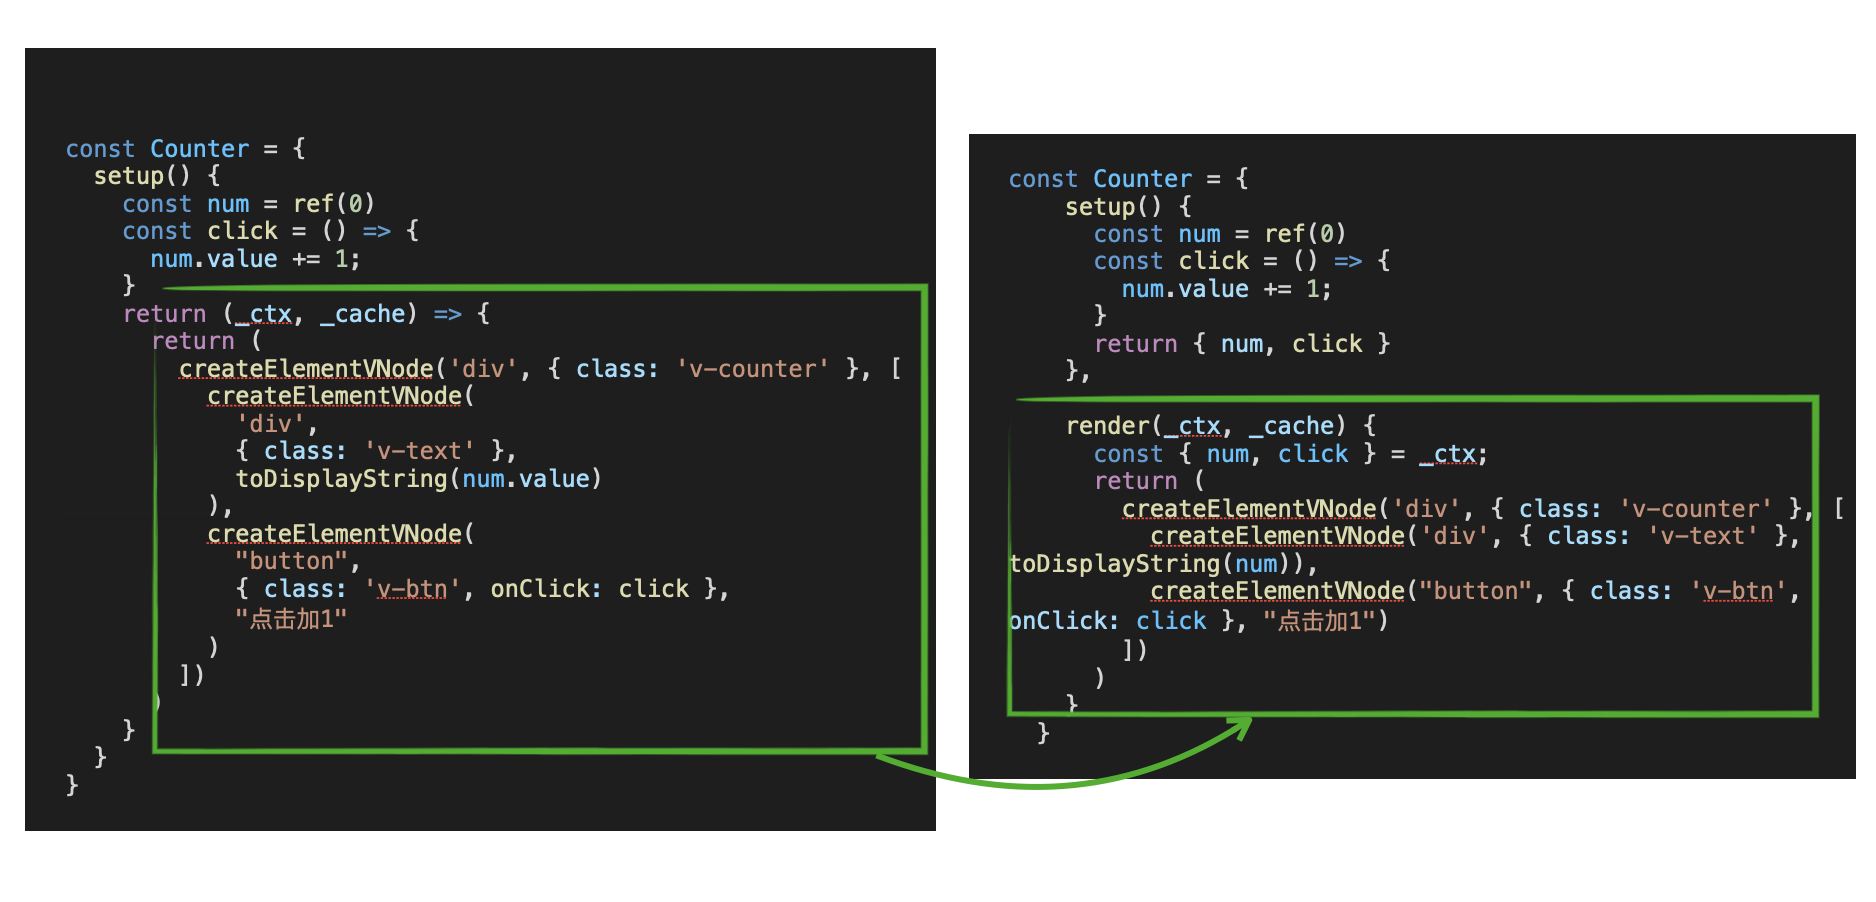 const Counter = {
setup() {
const num = ref(0)
const click = () => {
num.value += 1;
}
return (_ctx, _cache) => {
return (
createElementVNode('div', { class: 'v-counter' }, [
createElementVNode(
'div',
{ class: 'v-text' },
toDisplayString(num.value)
),
createElementVNode(
"button",
{ class: 'v-btn', onClick: click },
"点击加1"
)
])
)
}
}
}
const Counter = {
setup() {
const num = ref(0)
const click = () => {
num.value += 1;
}
return { num, click }
},
render(_ctx, _cache) {
const { num, click } = _ctx;
return (
createElementVNode('div', { class: 'v-counter' }, [
createElementVNode('div', { class: 'v-text' },
toDisplayString(num)),
createElementVNode("button", { class: 'v-btn',
onClick: click }, "点击加1")
])
)
}
}